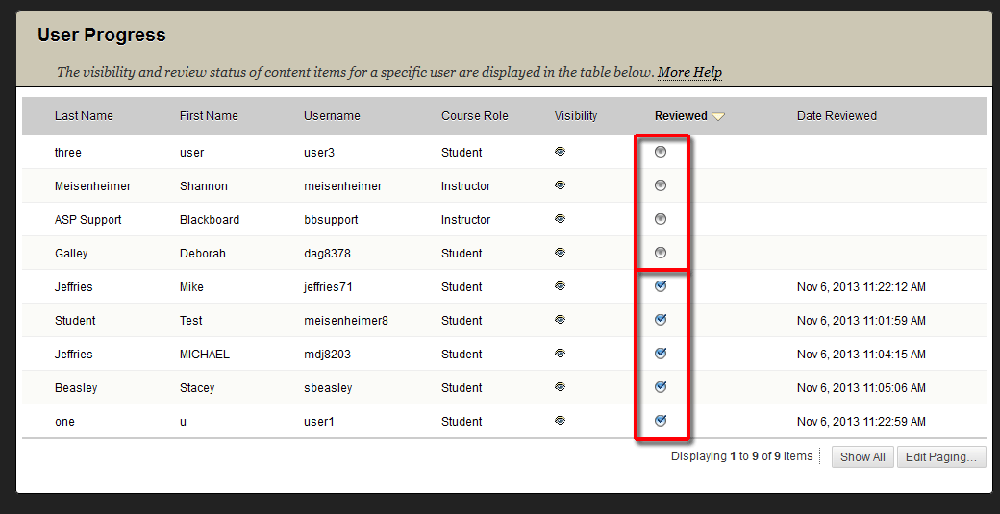 User Progress
The visibility and review status of content items for a specific user are displayed in the table below. More Help
Last Name First Name Username Course Role Visibility Reviewed Date Reviewed
three user user3 Student
Meisenheimer Shannon meisenheimer Instructor
ASP Support Blackboard bbsupport Instructor
Galley Deborah dag8378 Student
Jeffries Mike jeffries71 Student Nov 6, 2013 11:22:12 AM
Student Test meisenheimer8 Student Nov 6, 2013 11:01:59 AM
Jeffries MICHAEL mdj8203 Student Nov 6, 2013 11:04:15 AM
Beasley Stacey sbeasley Student Nov 6, 2013 11:05:06 AM
one u user1 Student Nov 6, 2013 11:22:59 AM
Displaying 1 to 9 of 9 items Show All Edit Paging...